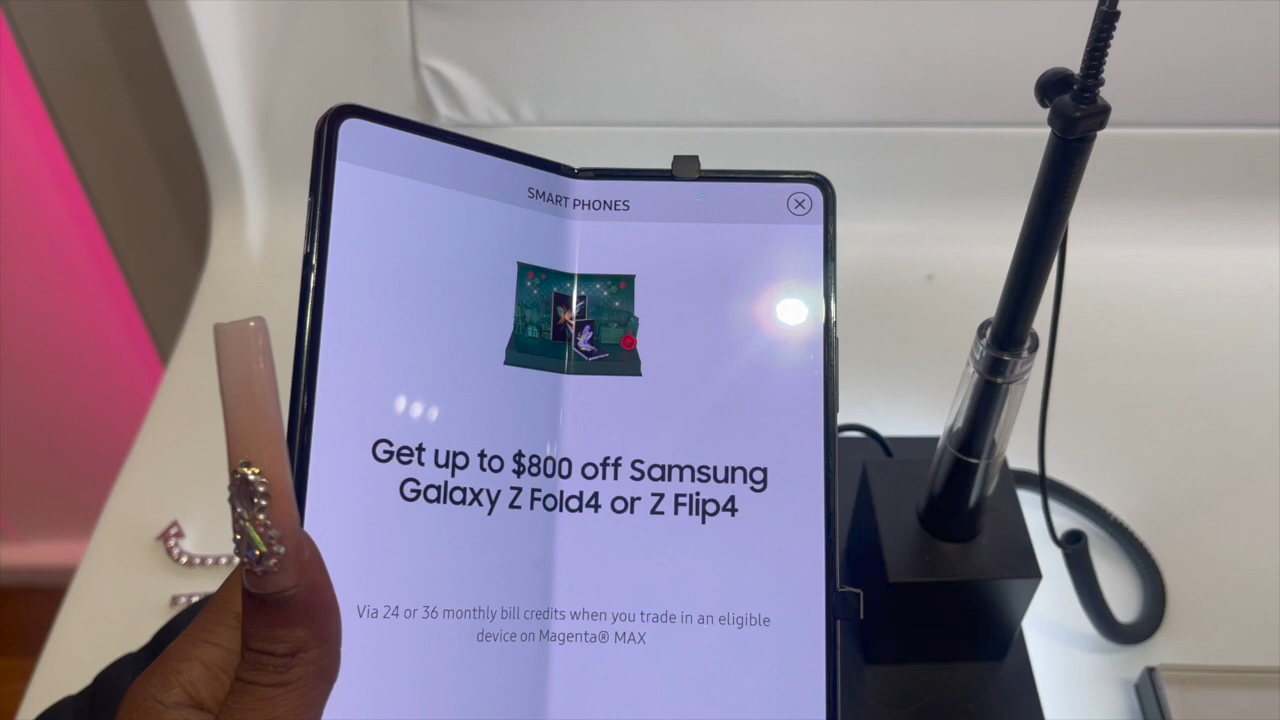 SMART PHONES
Get up to $800 off Samsung
Galaxy Z Fold4 or Z Flip4
Via 24 or 36 monthly bill credits when you trade in an eligible
device on Magenta® MAX